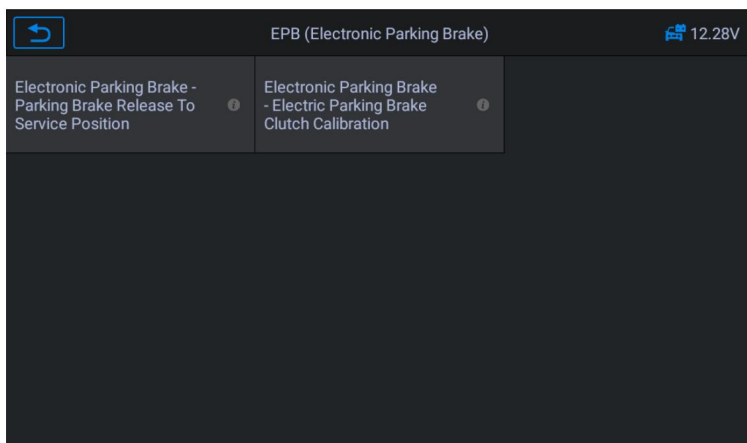 EPB (Electronic Parking Brake)
12.28V
Electronic Parking Brake -
Parking Brake Release To
Service Position
Electronic Parking Brake
- Electric Parking Brake
Clutch Calibration